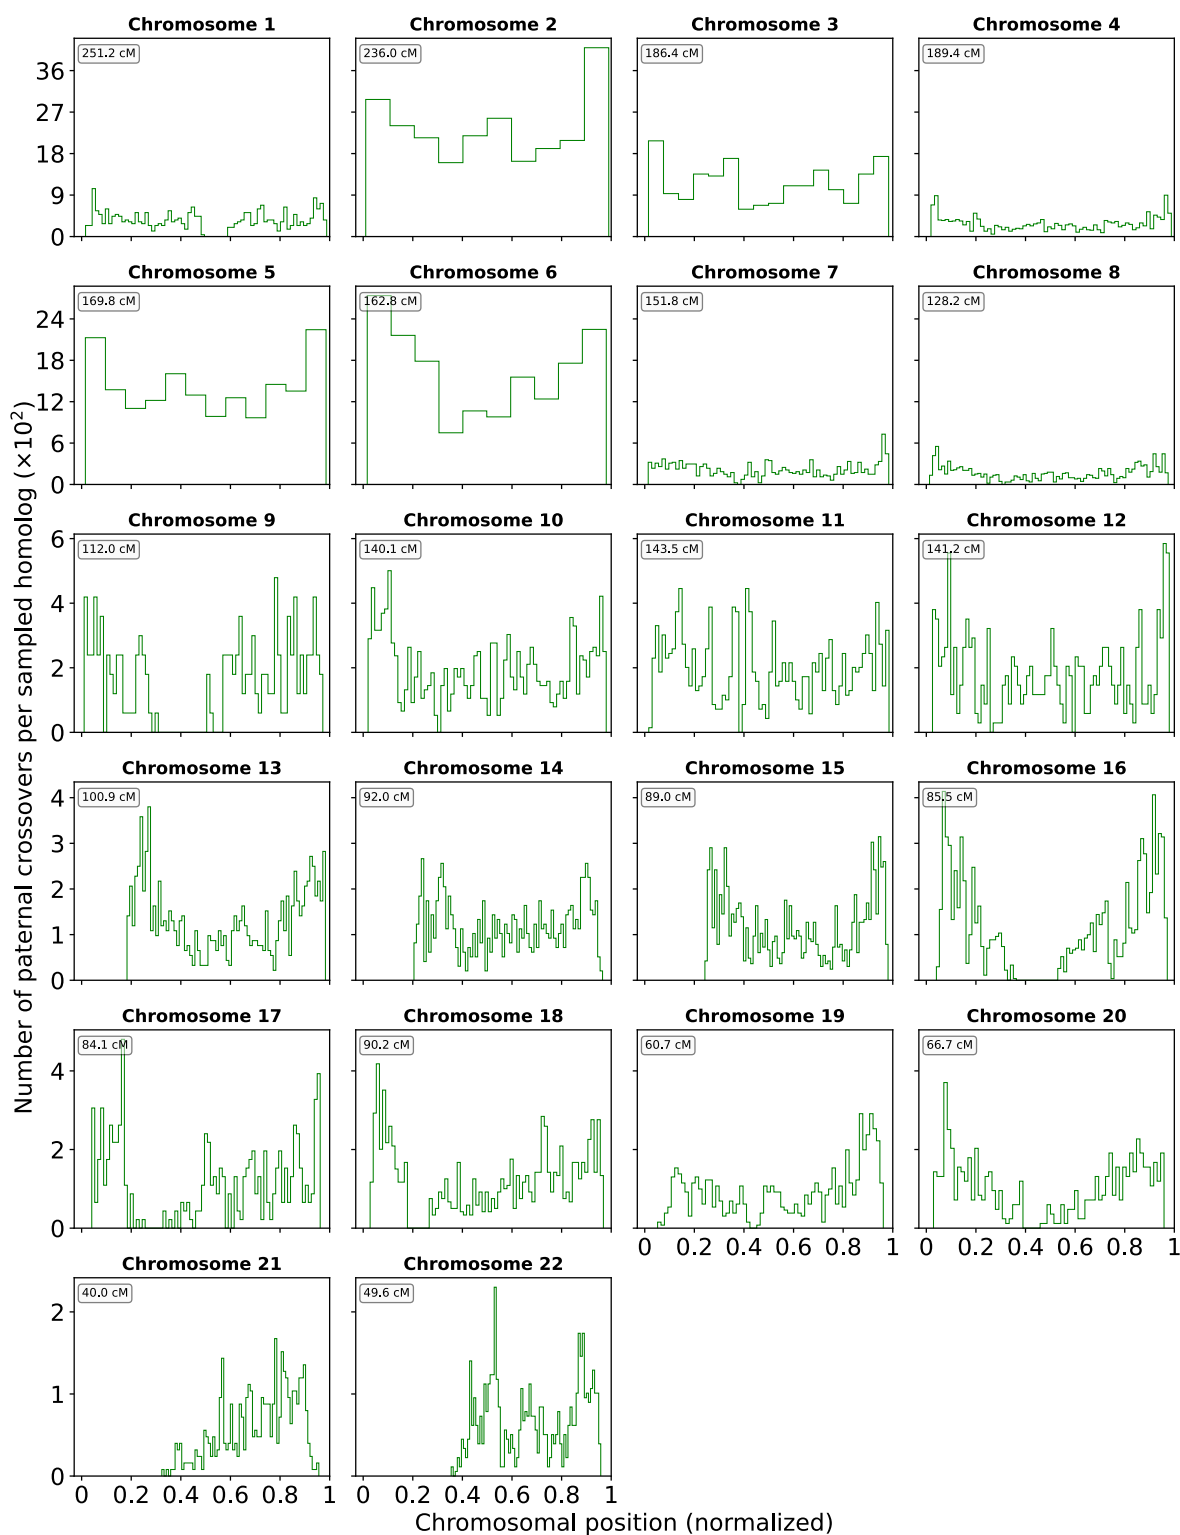 Chromosome 1
Chromosome 2
Chromosome 3
Chromosome 4
251.2 cM
236.0 cM
186.4 cM
189.4 cM
36
27
18
9
0
Chromosome 5
Chromosome 6
Chromosome 7
Chromosome 8
169.8 cM
162.8 cM
151.8 cM
128.2 cM
24
18
12
6
0
Number of paternal crossovers per sampled homolog (×10²)
Chromosome 9
Chromosome 10
Chromosome 11
Chromosome 12
112.0 cM
140.1 cM
143.5 cM
141.2 cM
6
4
2
0
Chromosome 13
Chromosome 14
Chromosome 15
Chromosome 16
100.9 cM
92.0 cM
89.0 cM
85.5 cM
4
3
2
1
0
Chromosome 17
Chromosome 18
Chromosome 19
Chromosome 20
84.1 cM
90.2 cM
60.7 cM
66.7 cM
4
2
0
0 0.2 0.4 0.6 0.8 1
0 0.2 0.4 0.6 0.8 1
Chromosome 21
Chromosome 22
40.0 cM
49.6 cM
2
1
0
0 0.2 0.4 0.6 0.8 1
0 0.2 0.4 0.6 0.8 1
Chromosomal position (normalized)